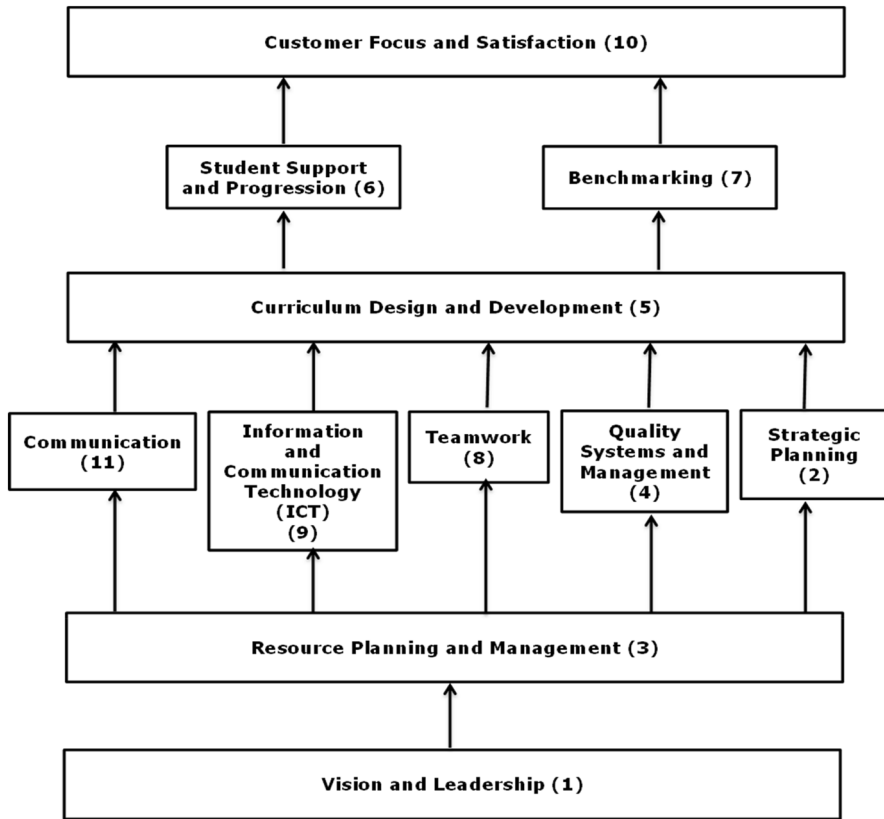 Customer Focus and Satisfaction (10)
Student Support
and Progression (6)
Benchmarking (7)
Curriculum Design and Development (5)
Communication
(11)
Information
and
Communication
Technology
(ICT)
(9)
Teamwork
(8)
Quality
Systems and
Management
(4)
Strategic
Planning
(2)
Resource Planning and Management (3)
Vision and Leadership (1)